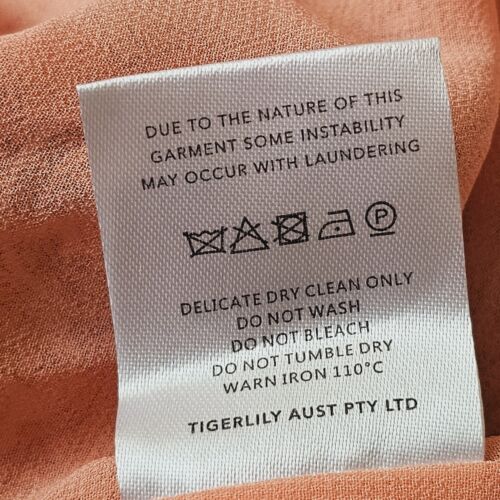 DUE TO THE NATURE OF THIS
GARMENT SOME INSTABILITY
MAY OCCUR WITH LAUNDERING
P
DELICATE DRY CLEAN ONLY
DO NOT WASH
DO NOT BLEACH
DO NOT TUMBLE DRY
WARN IRON 110°C
TIGERLILY AUST PTY LTD